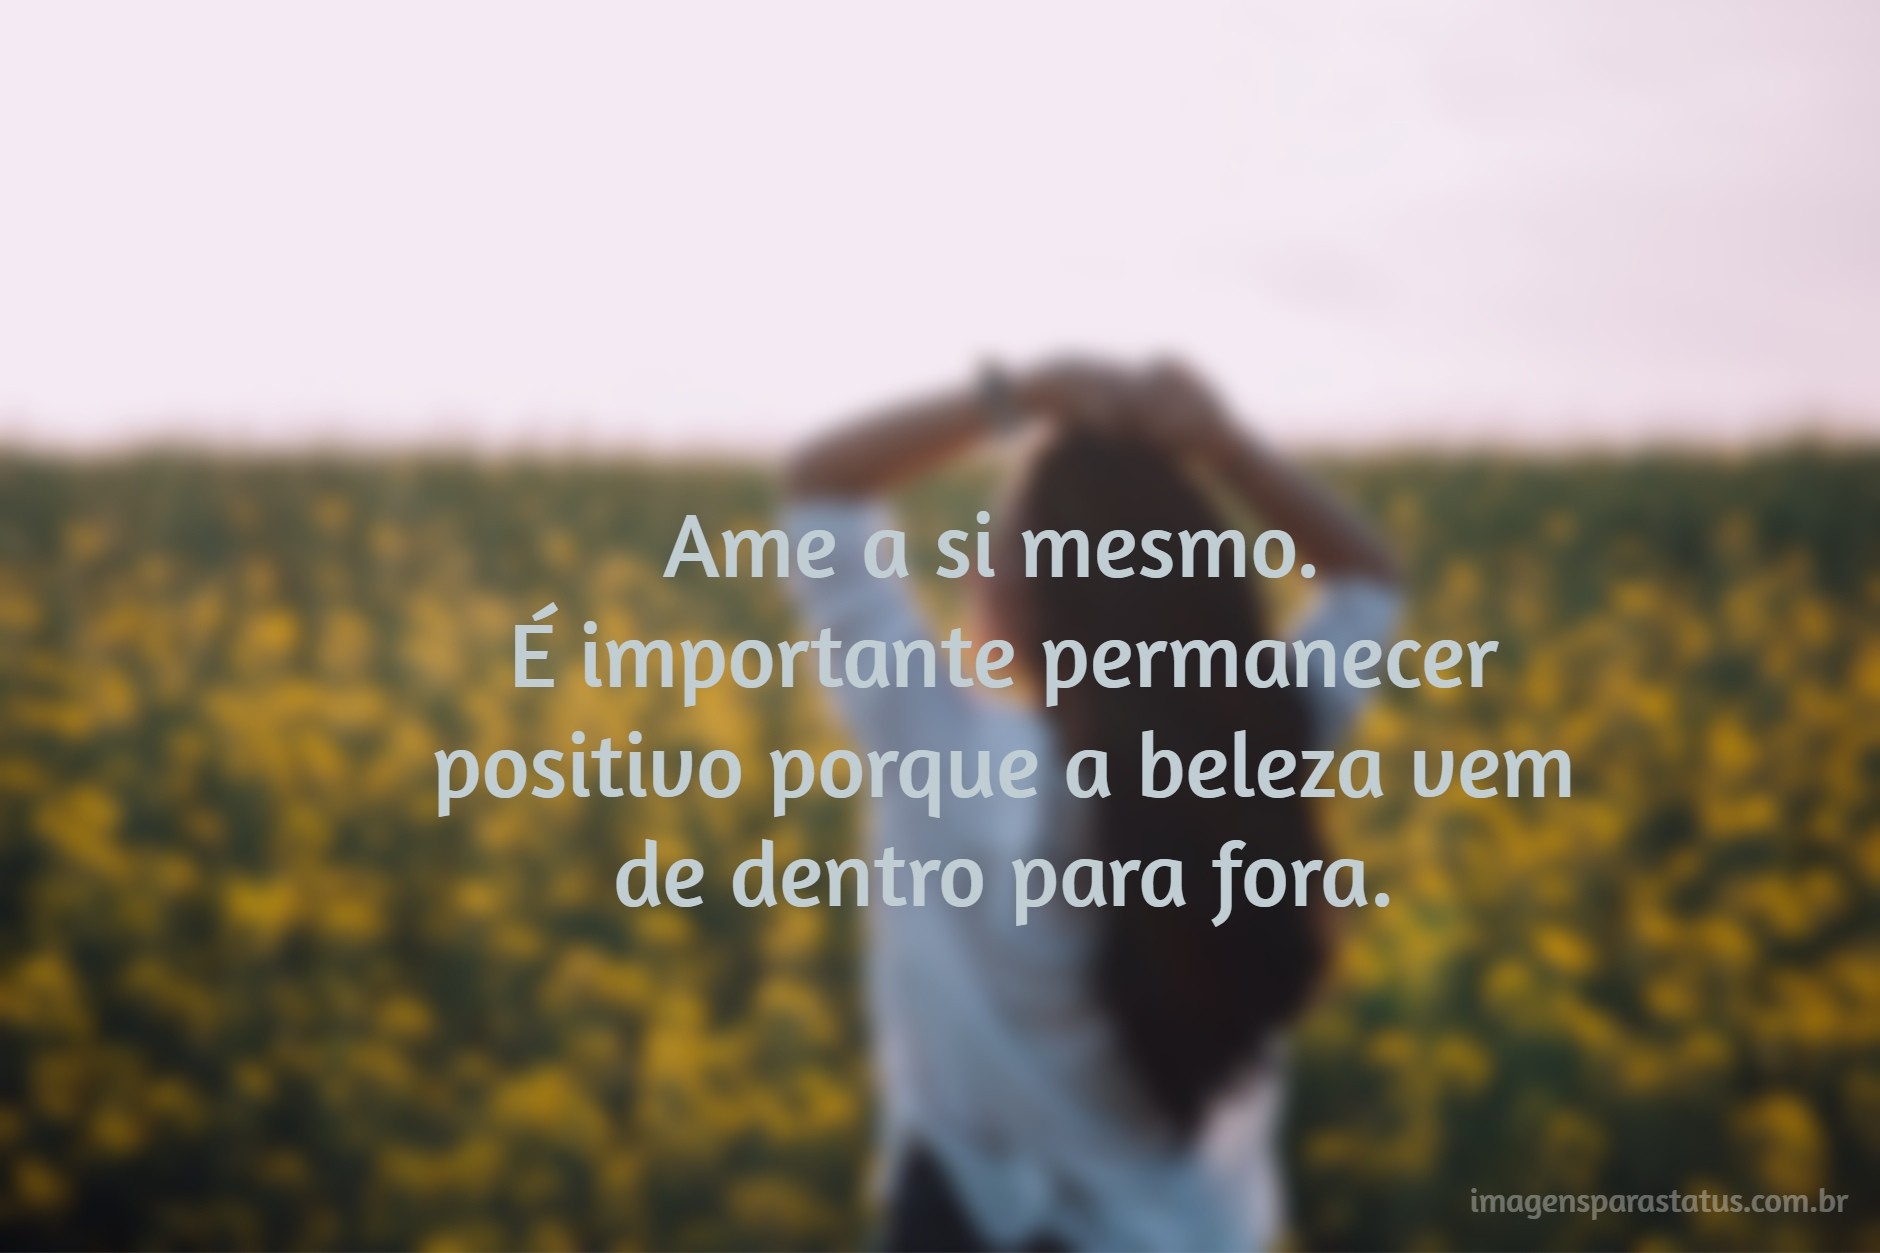 Ame a si mesmo.
É importante permanecer
positivo porque a beleza vem
de dentro para fora.
imagensparastatus.com.br